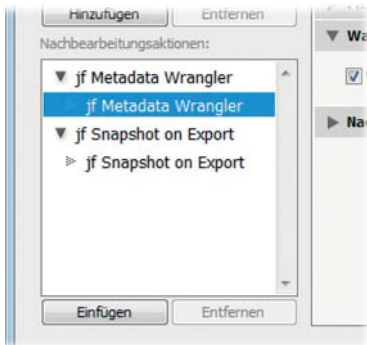 Hinzufügen Entfernen
Nachbearbeitungsaktionen:
jf Metadata Wrangler
jf Metadata Wrangler
jf Snapshot on Export
jf Snapshot on Export
Einfügen Entfernen